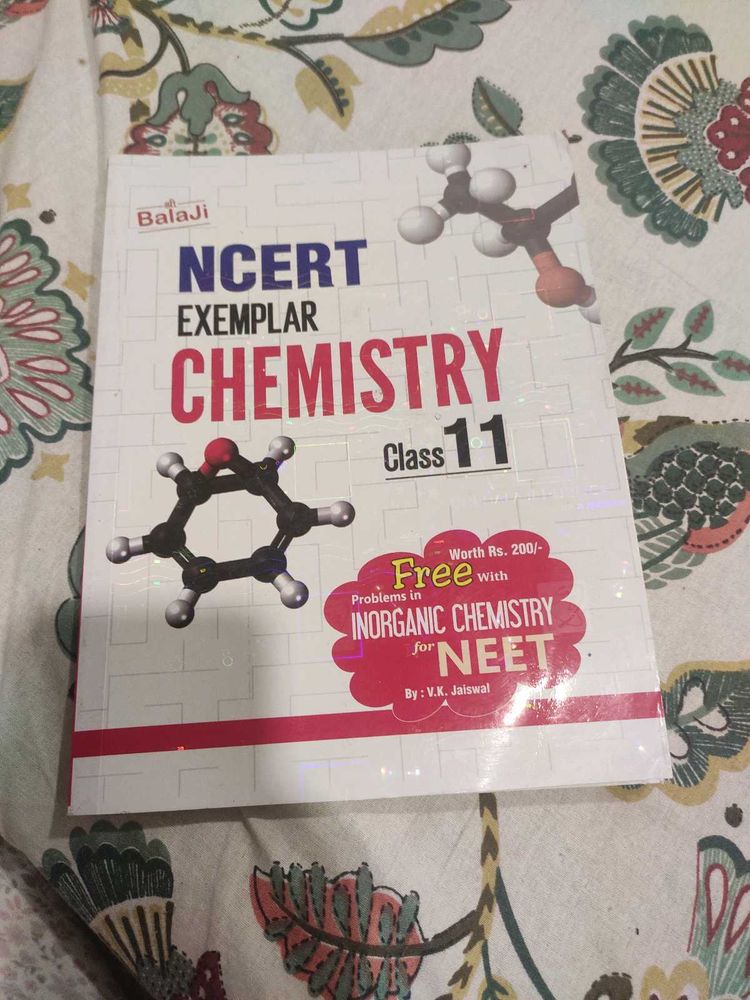 श्री
BalaJi
NCERT
EXEMPLAR
CHEMISTRY
Class 11
Worth Rs. 200/-
Free With
Problems in
INORGANIC CHEMISTRY
for NEET
By : V.K. Jaiswal